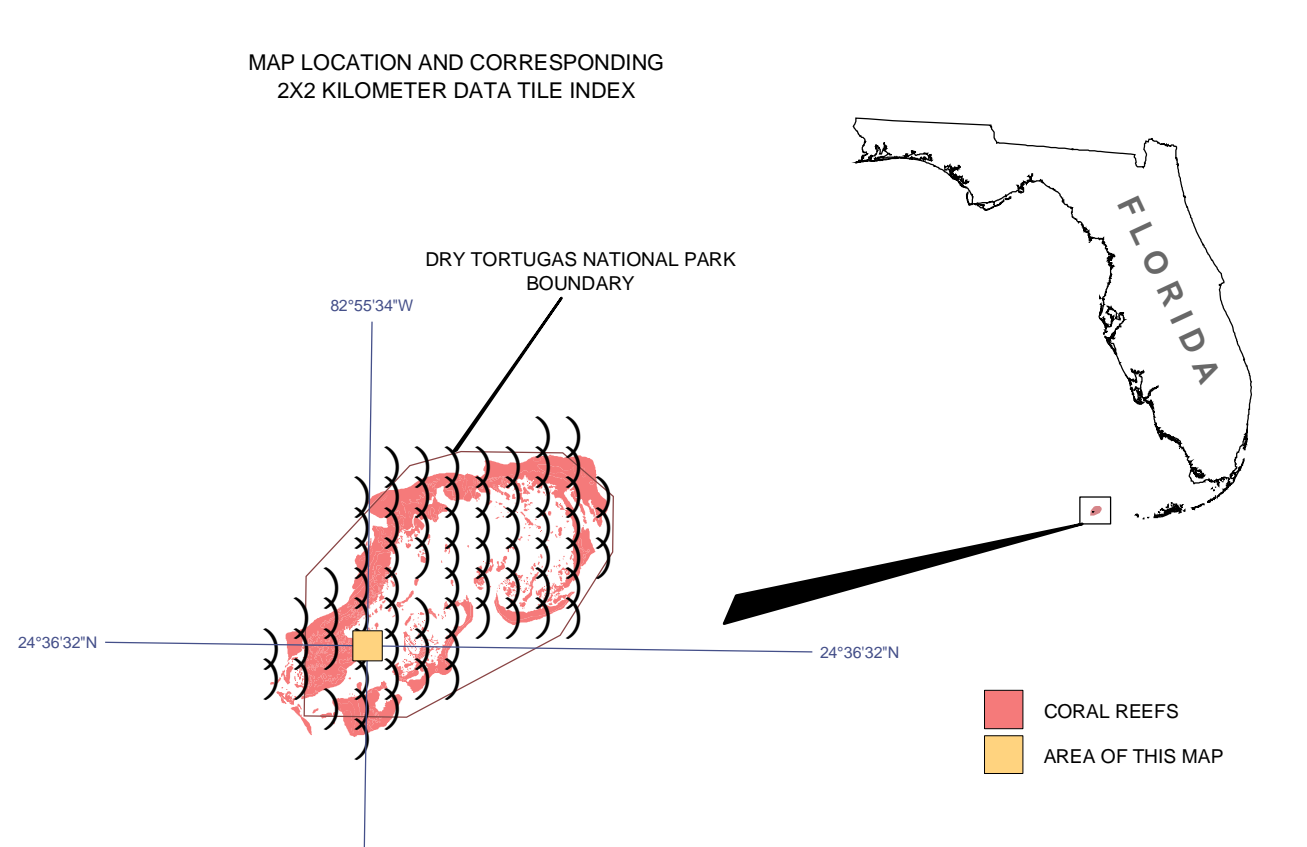 MAP LOCATION AND CORRESPONDING
2X2 KILOMETER DATA TILE INDEX
FLORIDA
DRY TORTUGAS NATIONAL PARK
BOUNDARY
82°55'34"W
24°36'32"N
24°36'32"N
CORAL REEFS
AREA OF THIS MAP